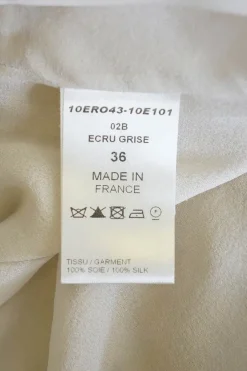 10ERO43-10E101
02B
ECRU GRISE
36
MADE IN
FRANCE
TISSU / GARMENT
100% SOIE / 100% SILK